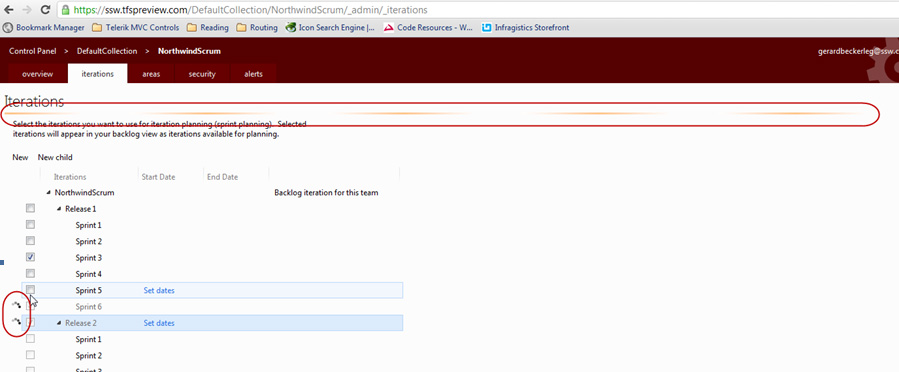 https://ssw.tfspreview.com/DefaultCollection/NorthwindScrum/_admin/_iterations
Bookmark Manager Telerik MVC Controls Reading Routing Icon Search Engine |... Code Resources - W... Infragistics Storefront
Control Panel > DefaultCollection > NorthwindScrum gerardbeckerleg@ssw.c
overview iterations areas security alerts
Iterations
Select the iterations you want to use for iteration planning (sprint planning). Selected
iterations will appear in your backlog view as iterations available for planning.
New New child
Iterations Start Date End Date
NorthwindScrum Backlog iteration for this team
Release 1
Sprint 1
Sprint 2
Sprint 3
Sprint 4
Sprint 5 Set dates
Sprint 6
Release 2 Set dates
Sprint 1
Sprint 2
Sprint 3